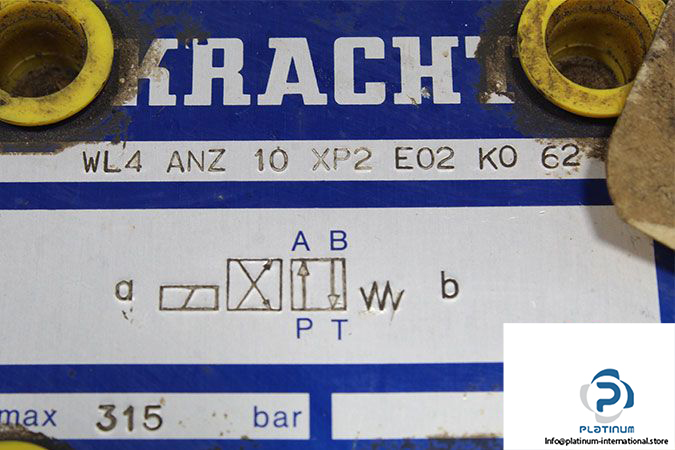 KRACHT
WL4 ANZ 10 XP2 E02 K0 62
A B
a b
P T
max 315 bar
PLATINUM
Info@platinum-international.store